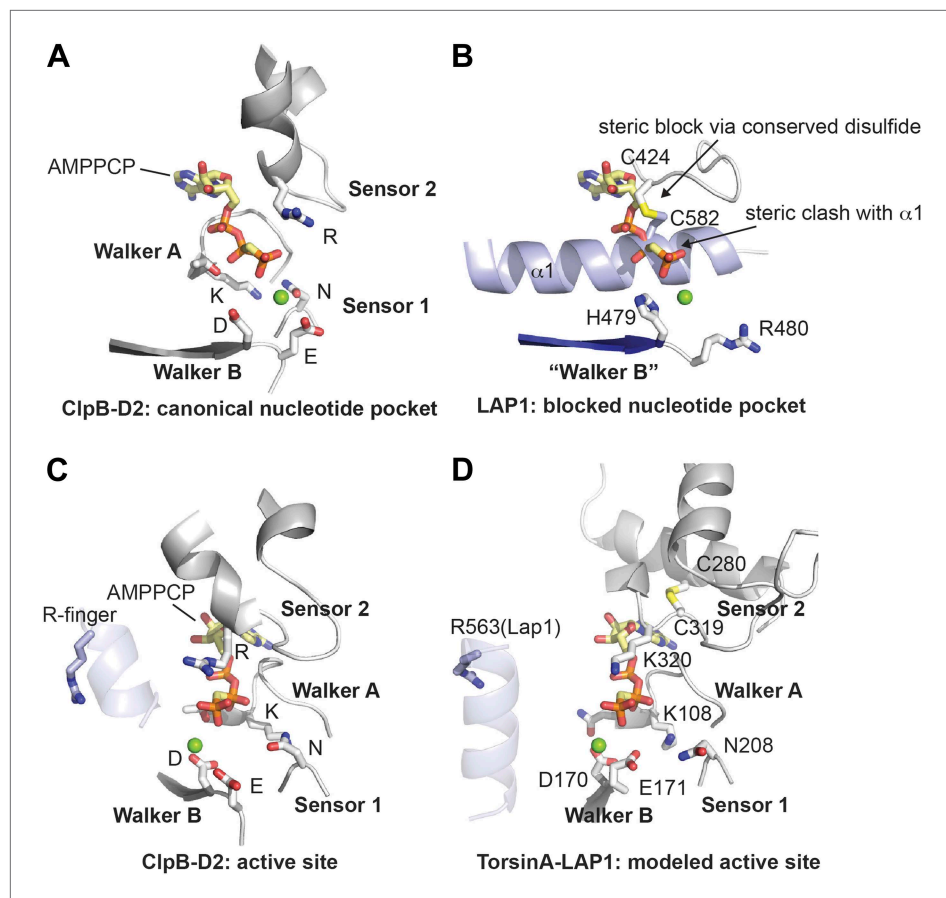 A
AMPPCP
Sensor 2
R
Walker A
K
N
Sensor 1
D
E
Walker B
ClpB-D2: canonical nucleotide pocket
B
steric block via conserved disulfide
C424
C582
steric clash with α1
α1
H479
R480
“Walker B”
LAP1: blocked nucleotide pocket
C
AMPPCP
R-finger
Sensor 2
R
Walker A
K
N
D
E
Sensor 1
Walker B
ClpB-D2: active site
D
C280
Sensor 2
C319
R563(Lap1)
K320
Walker A
K108
N208
D170
E171
Sensor 1
Walker B
TorsinA-LAP1: modeled active site